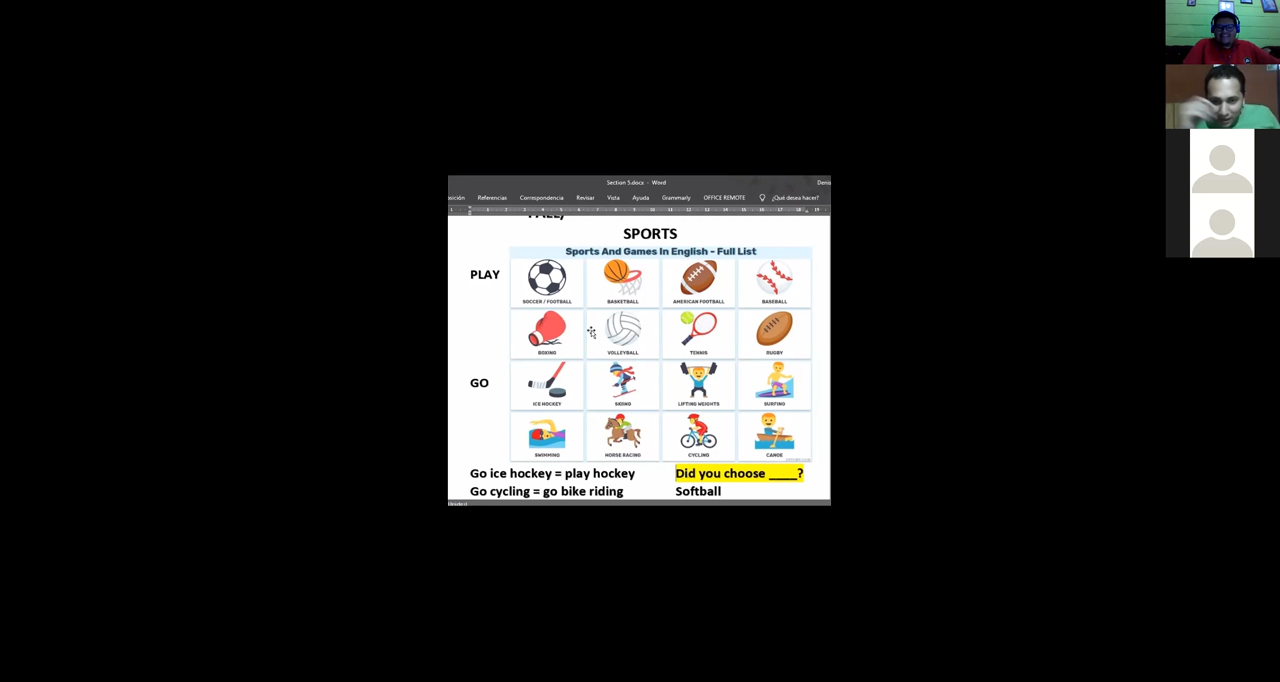 Section 5.docx - Word
Denis
Referencias Correspondencia Revisar Vista Ayuda Grammarly OFFICE REMOTE ¿Qué desea hacer?
SPORTS
Sports And Games In English - Full List
PLAY
SOCCER / FOOTBALL BASKETBALL AMERICAN FOOTBALL BASEBALL
BOXING VOLLEYBALL TENNIS RUGBY
GO
ICE HOCKEY SKIING LIFTING WEIGHTS SURFING
SWIMMING HORSE RACING CYCLING CANOE
Go ice hockey = play hockey Did you choose ____?
Go cycling = go bike riding Softball